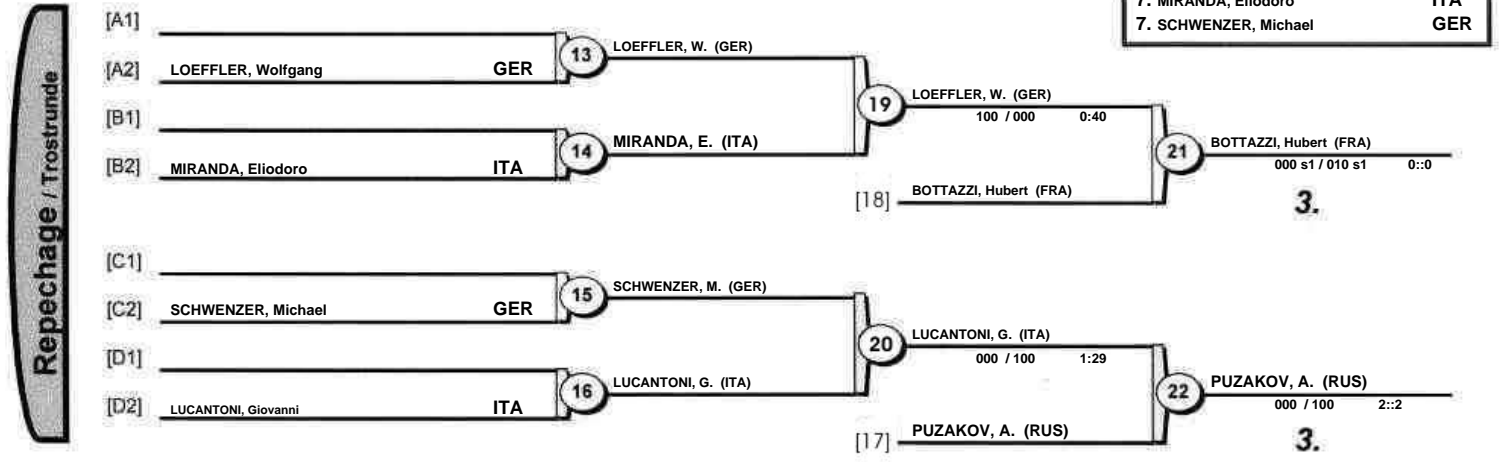 7. MIRANDA, Eliodoro ITA
7. SCHWENZER, Michael GER
Repechage / Trostrunde
[A1]
[A2] LOEFFLER, Wolfgang GER
13
LOEFFLER, W. (GER)
[B1]
[B2] MIRANDA, Eliodoro ITA
14
MIRANDA, E. (ITA)
19
LOEFFLER, W. (GER)
100 / 000 0:40
[18] BOTTAZZI, Hubert (FRA)
21
BOTTAZZI, Hubert (FRA)
000 s1 / 010 s1 0::0
3.
[C1]
[C2] SCHWENZER, Michael GER
15
SCHWENZER, M. (GER)
[D1]
[D2] LUCANTONI, Giovanni ITA
16
LUCANTONI, G. (ITA)
20
LUCANTONI, G. (ITA)
000 / 100 1:29
[17] PUZAKOV, A. (RUS)
22
PUZAKOV, A. (RUS)
000 / 100 2::2
3.